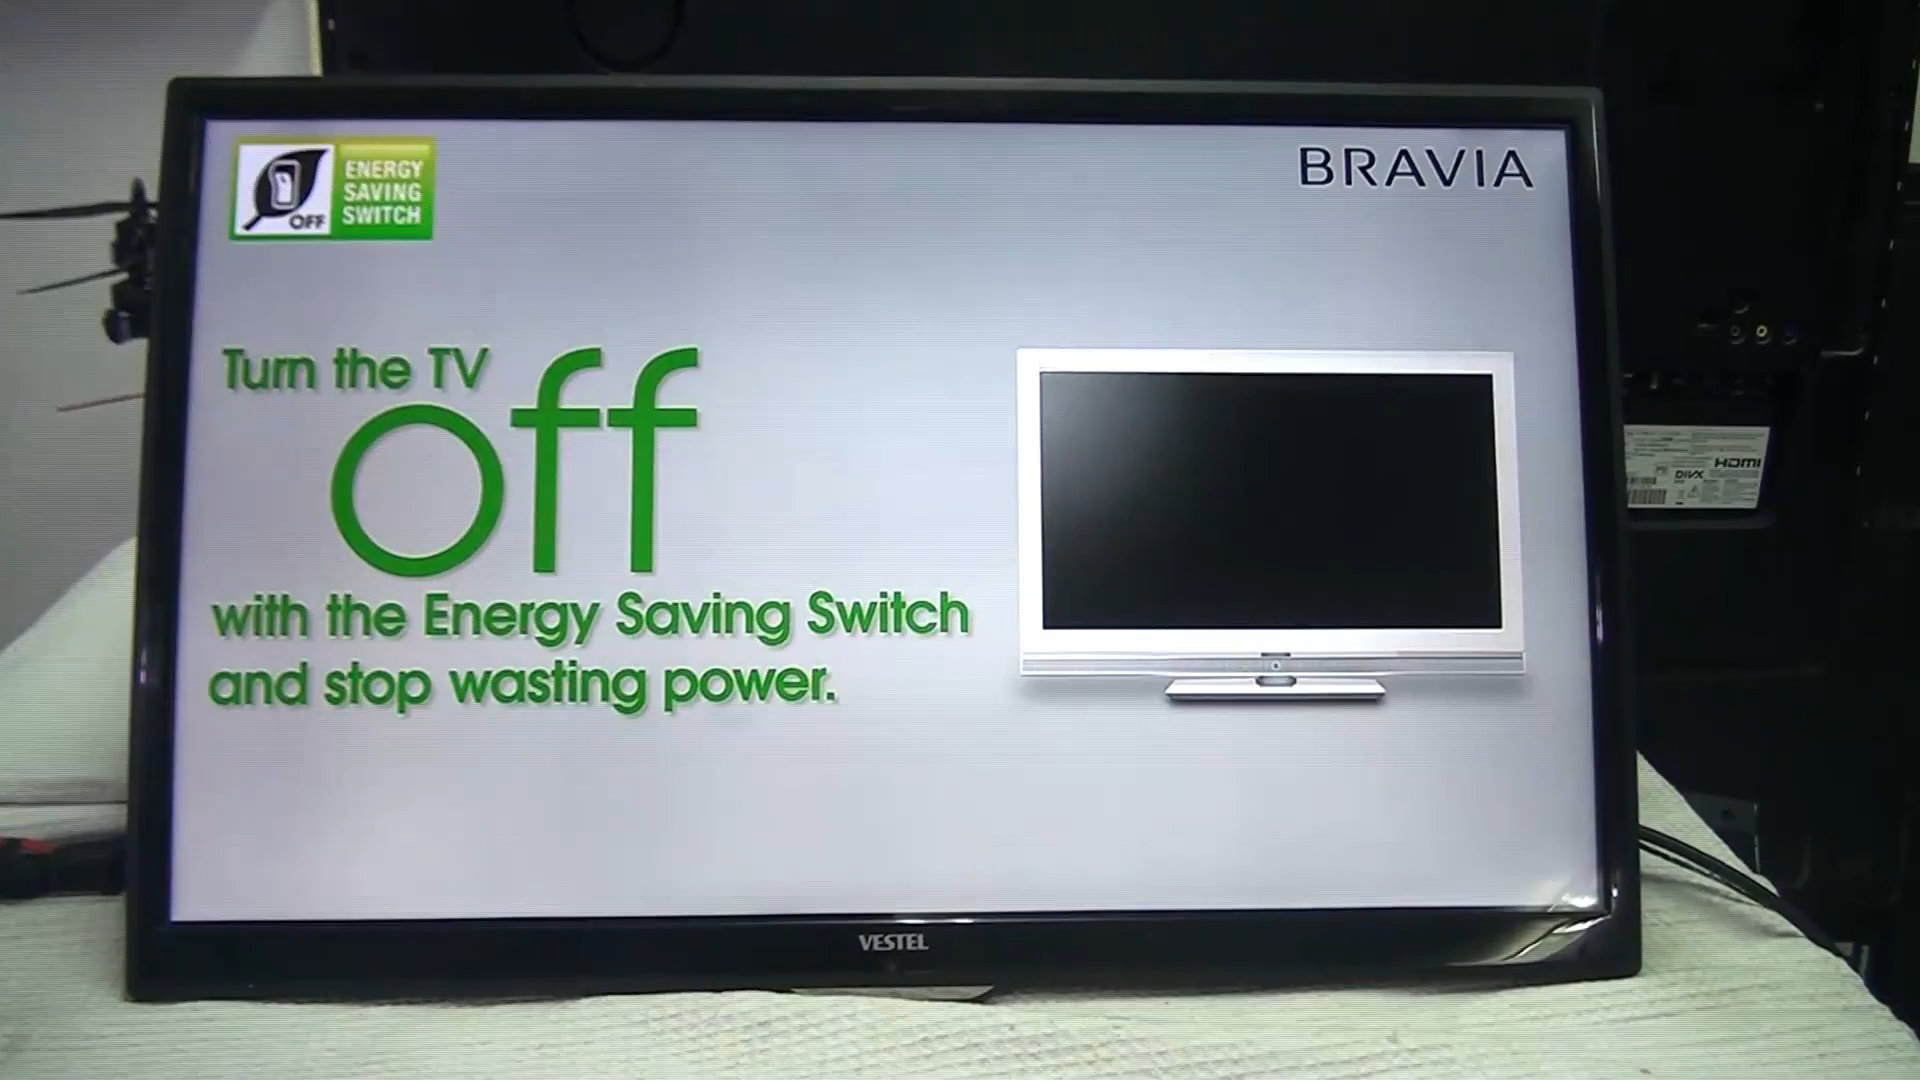 ENERGY
SAVING
SWITCH
OFF
BRAVIA
Turn the TV
off
with the Energy Saving Switch
and stop wasting power.
HDMI
DIVX
VESTEL